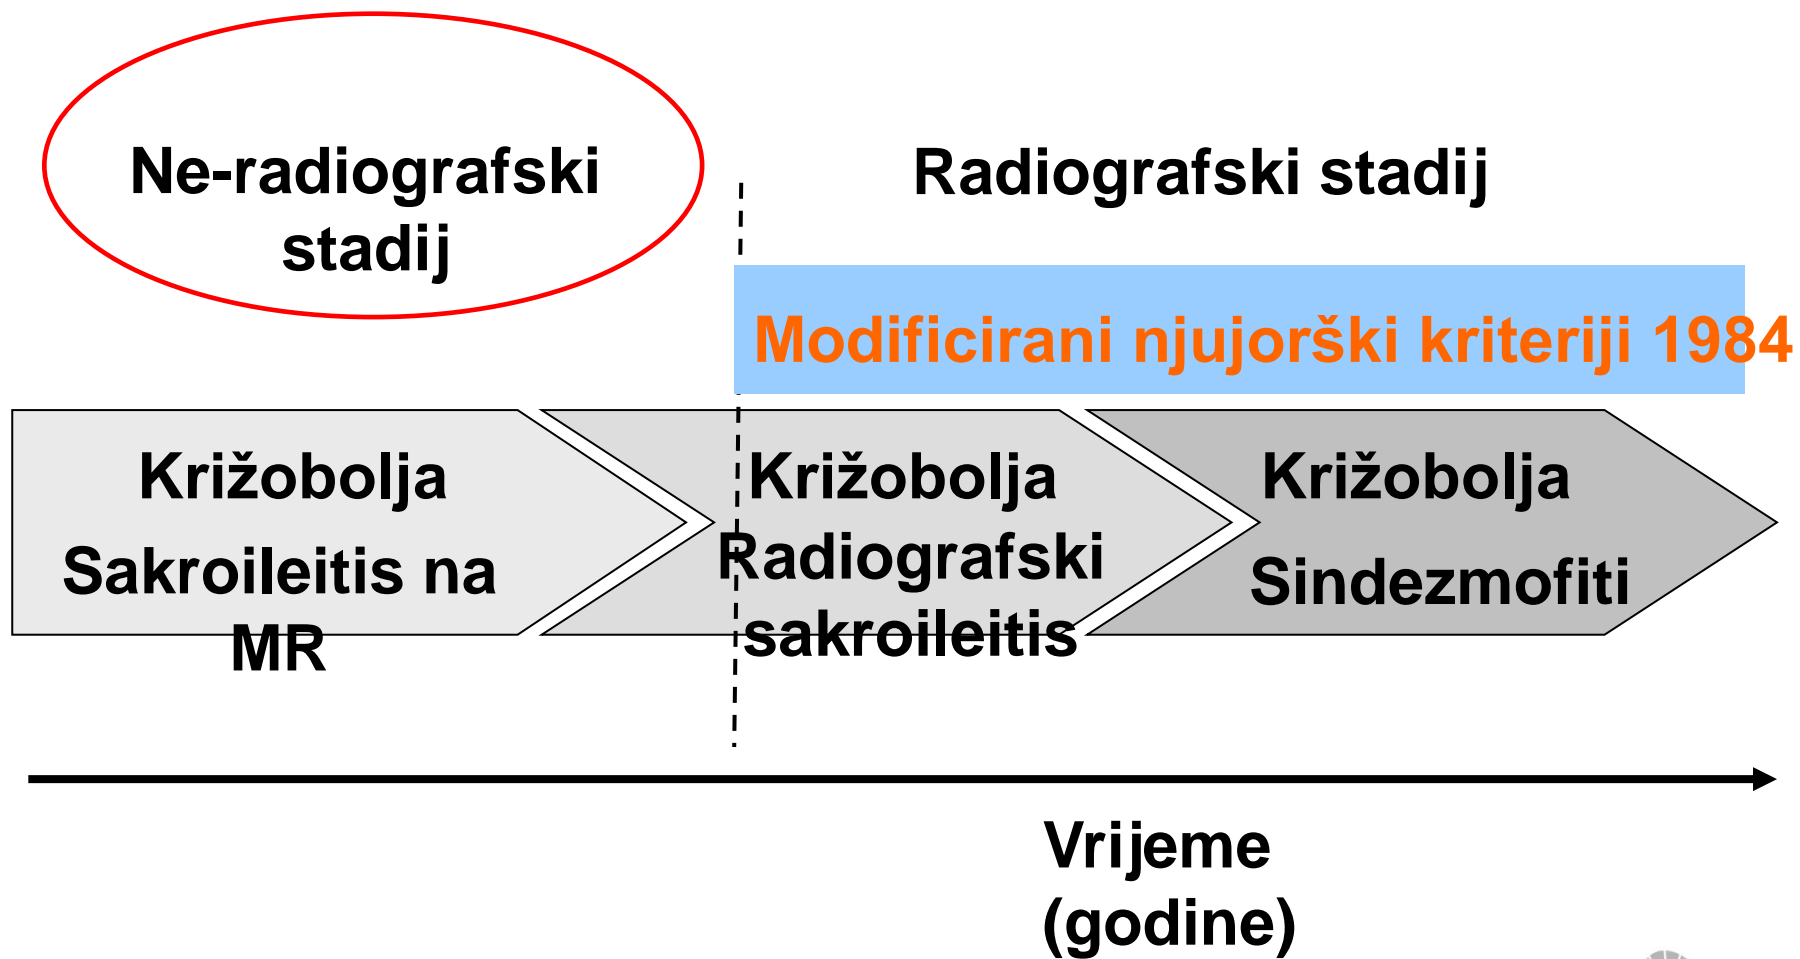 Ne-radiografski
stadij
Radiografski stadij
Modificirani njujorški kriteriji 1984
Križobolja
Sakroileitis na
MR
Križobolja
Radiografski
sakroileitis
Križobolja
Sindezmofiti
Vrijeme
(godine)